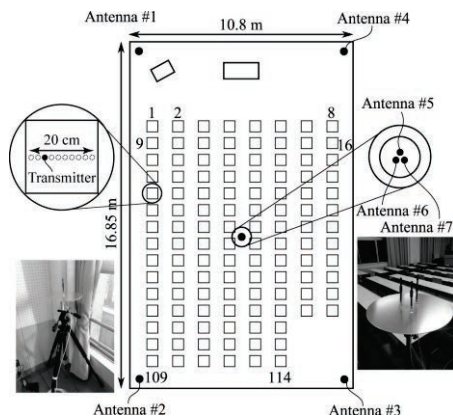 Antenna #1
10.8 m
Antenna #4
1
2
8
Antenna #5
9
16
20 cm
Transmitter
Antenna #6
Antenna #7
16.85 m
109
114
Antenna #2
Antenna #3